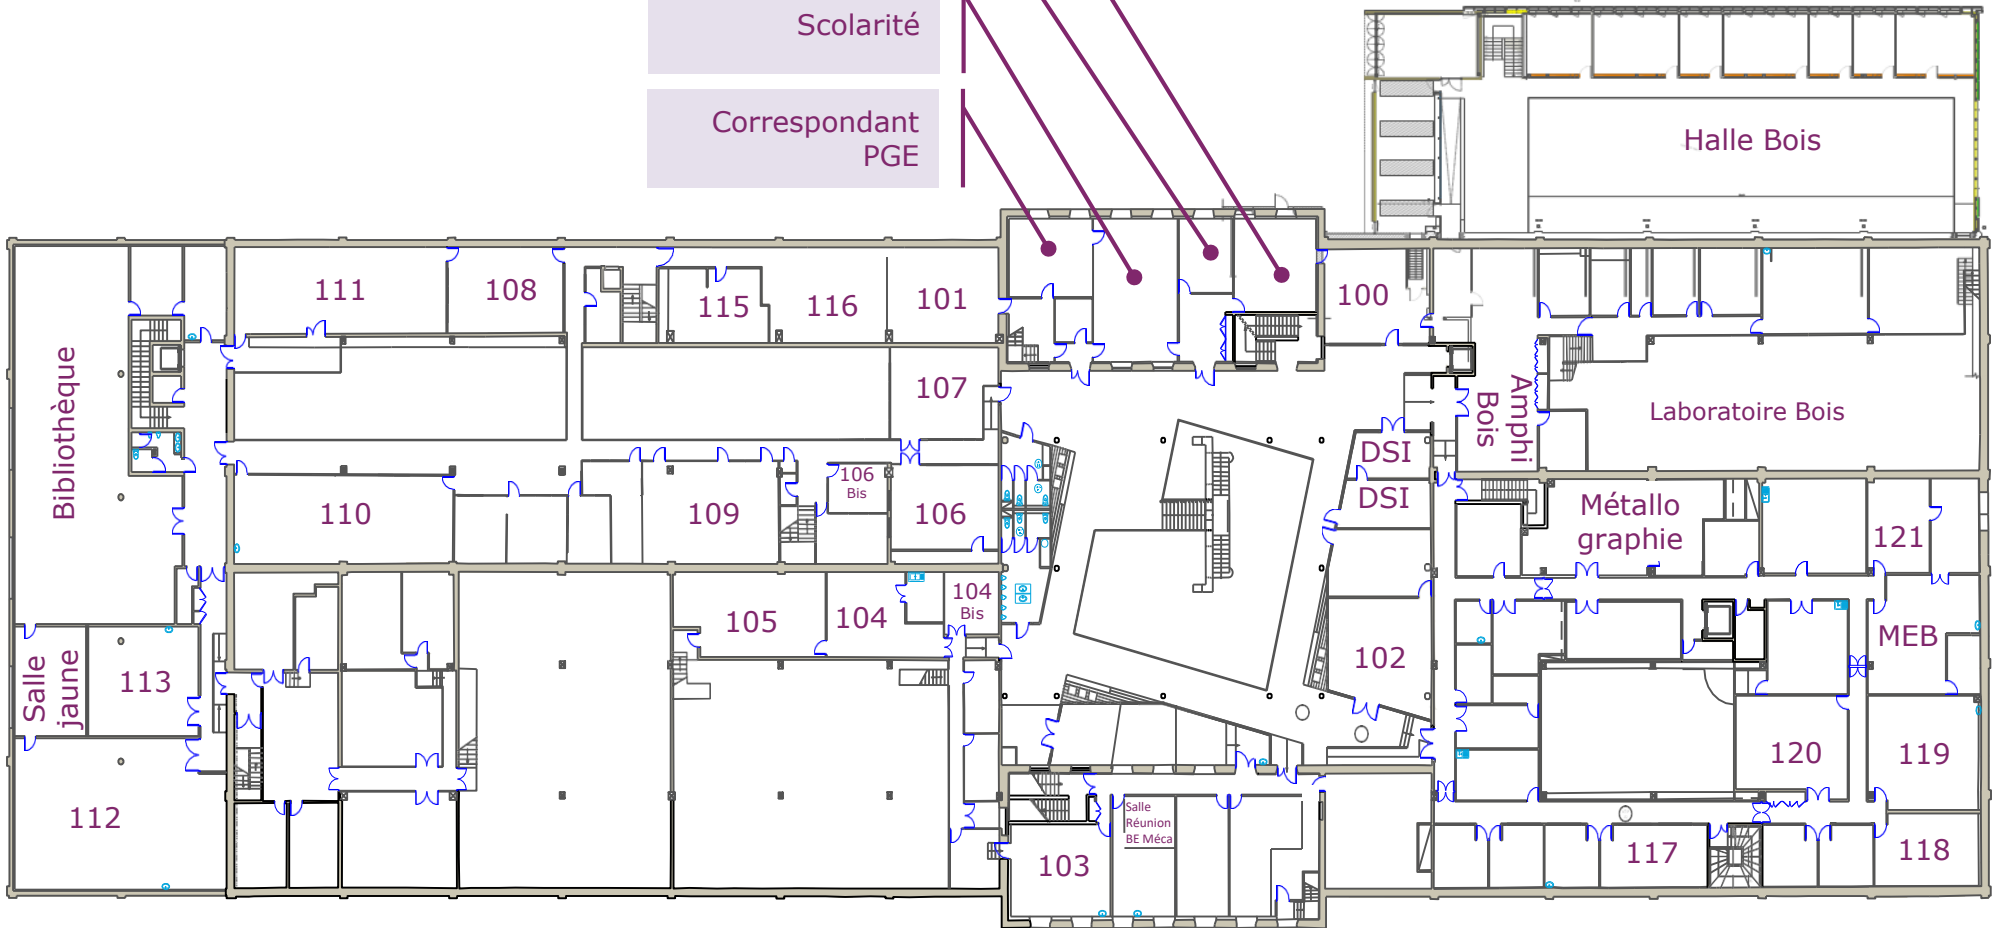 Scolarité
Correspondant
PGE
Halle Bois
Bibliothèque
111
108
115
116
101
100
107
Amphi
Bois
Laboratoire Bois
DSI
DSI
110
109
106
Bis
106
Métallo
graphie
121
105
104
104
Bis
102
MEB
Salle
jaune
113
112
120
119
103
Salle
Réunion
BE Méca
117
118